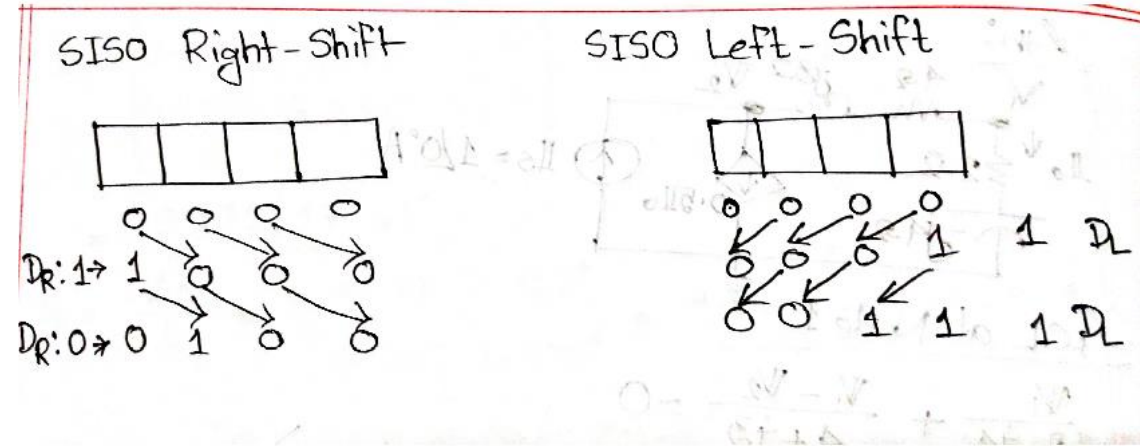 SISO Right-Shift
SISO Left-Shift
0 0 0 0
DR: 1→ 1 0 0 0
DR: 0→ 0 1 0 0
0 0 0 0
0 0 0 1 1 DL
0 0 1 1 1 DL